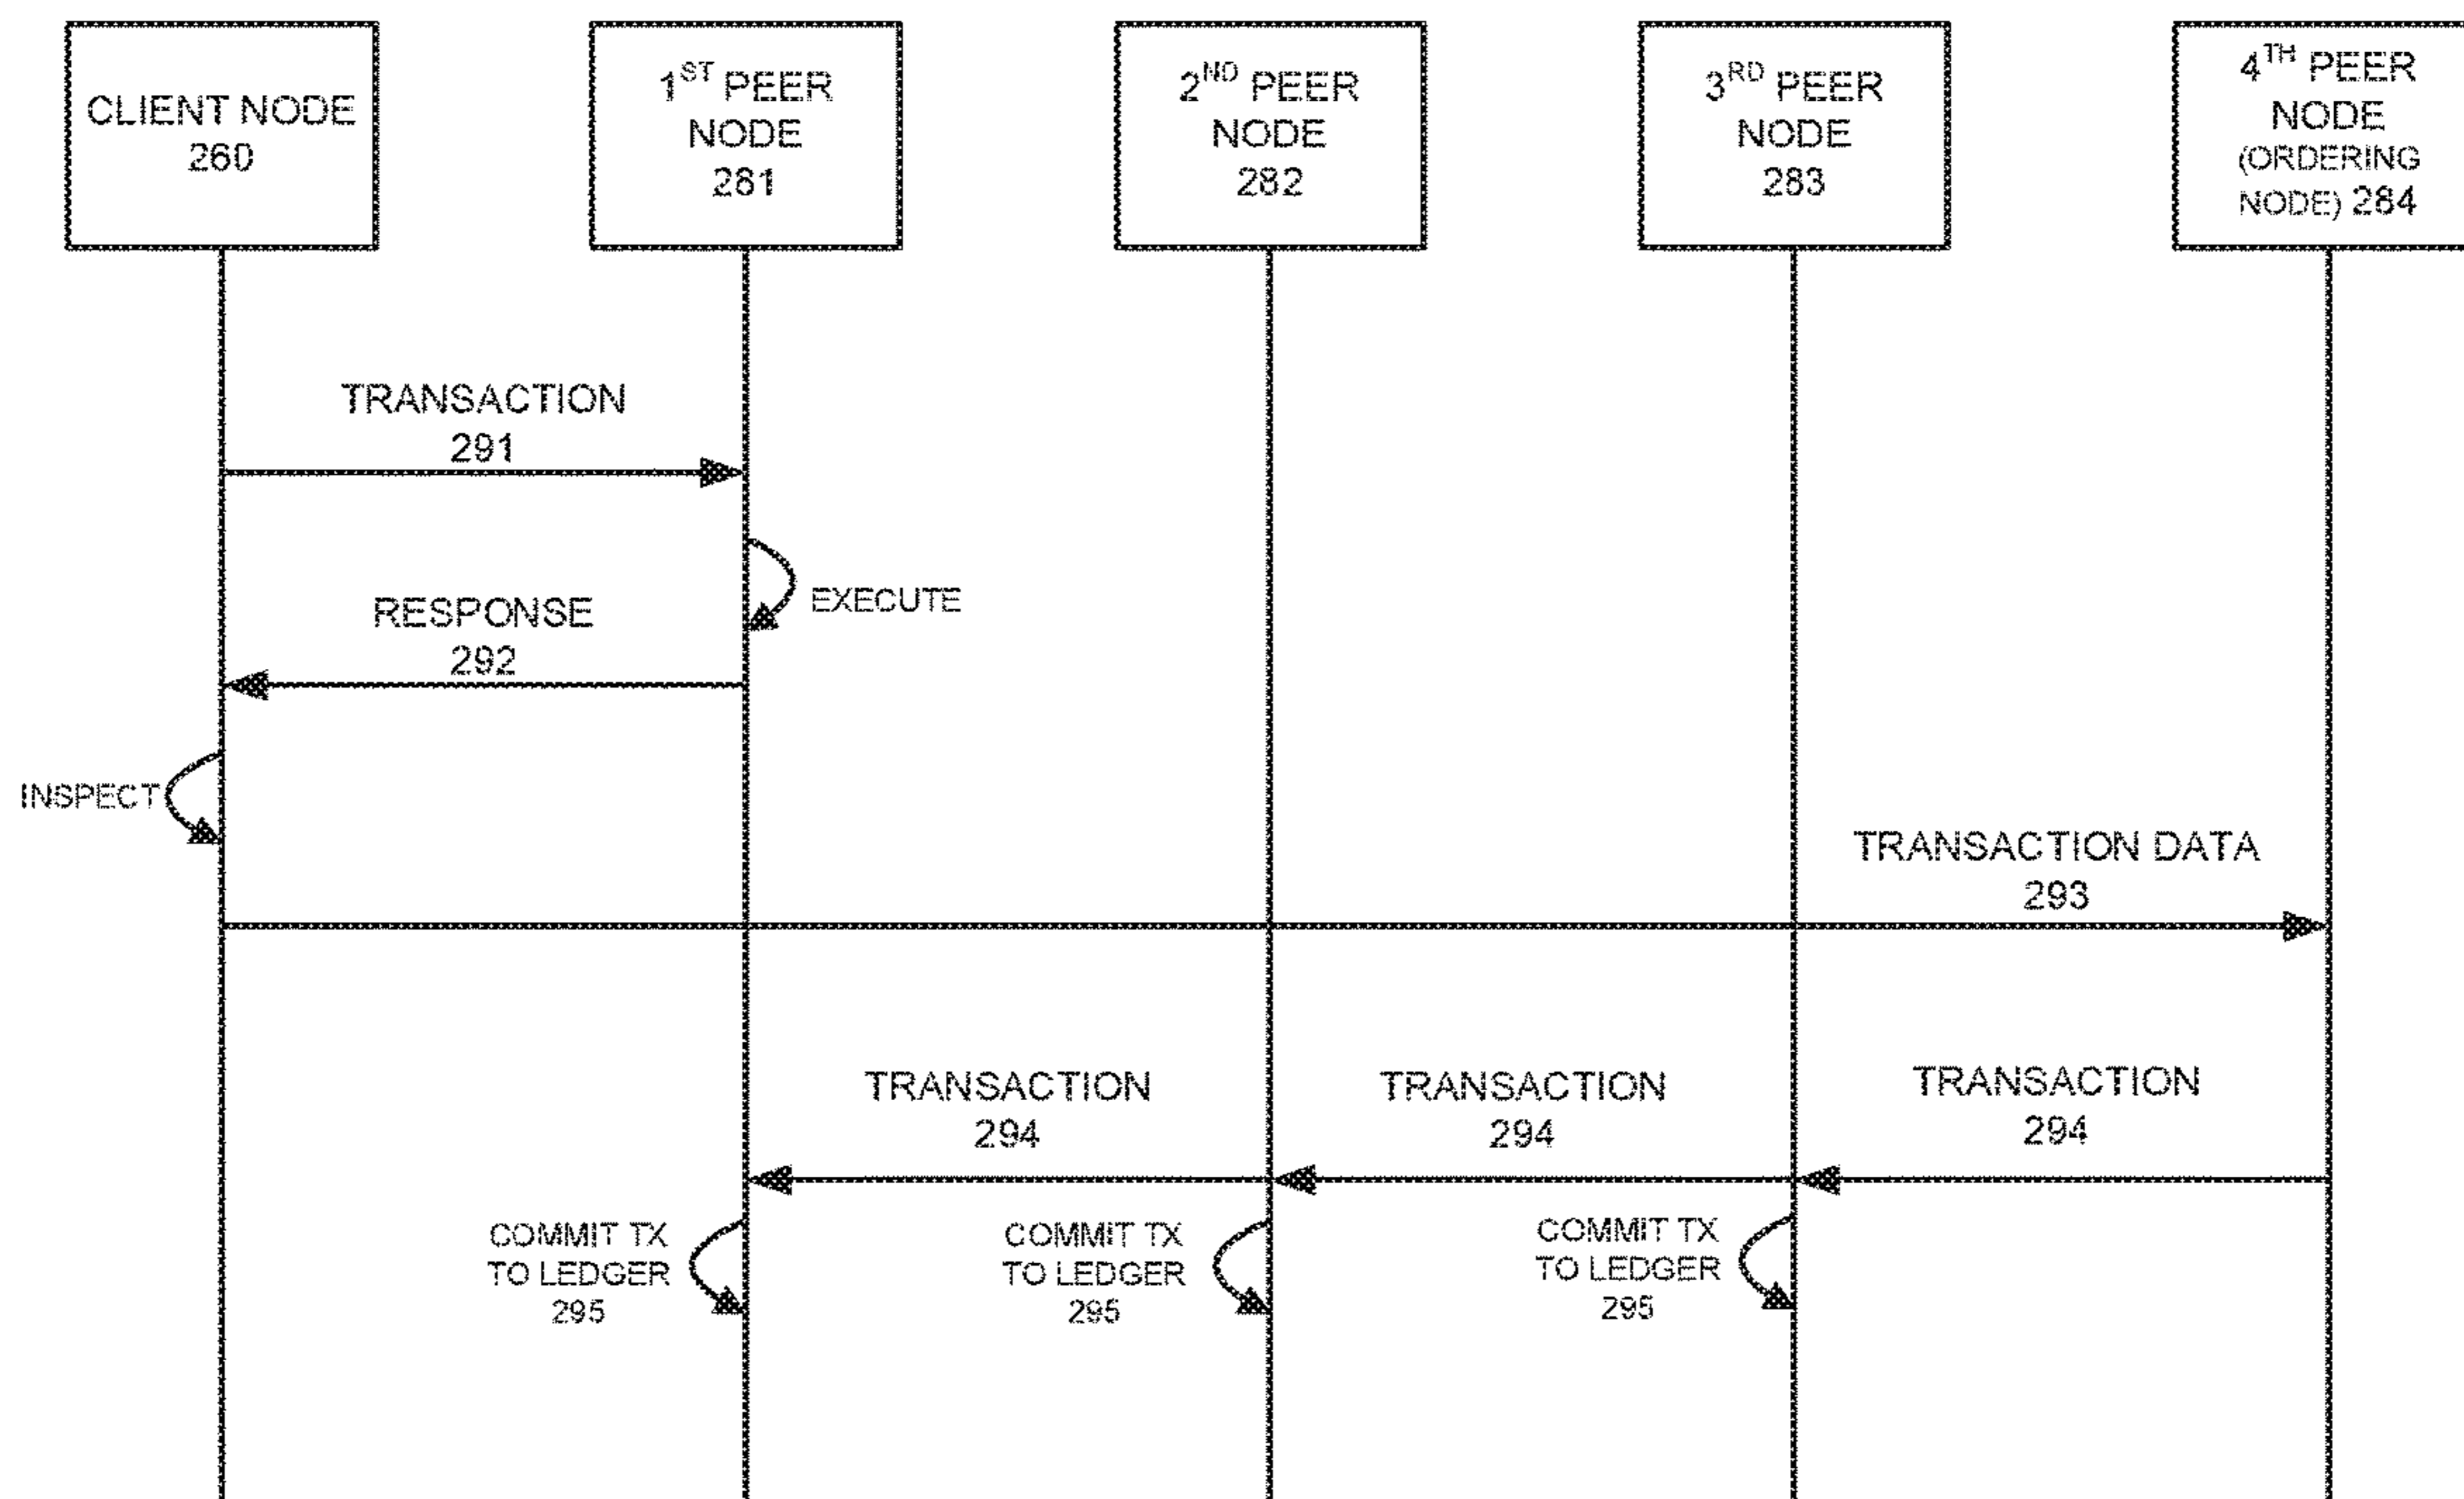 CLIENT NODE
260
1ST PEER
NODE
281
2ND PEER
NODE
282
3RD PEER
NODE
283
4TH PEER
NODE
(ORDERING
NODE) 284
TRANSACTION
291
EXECUTE
RESPONSE
292
INSPECT
TRANSACTION DATA
293
TRANSACTION
294
TRANSACTION
294
TRANSACTION
294
COMMIT TX
TO LEDGER
295
COMMIT TX
TO LEDGER
295
COMMIT TX
TO LEDGER
295